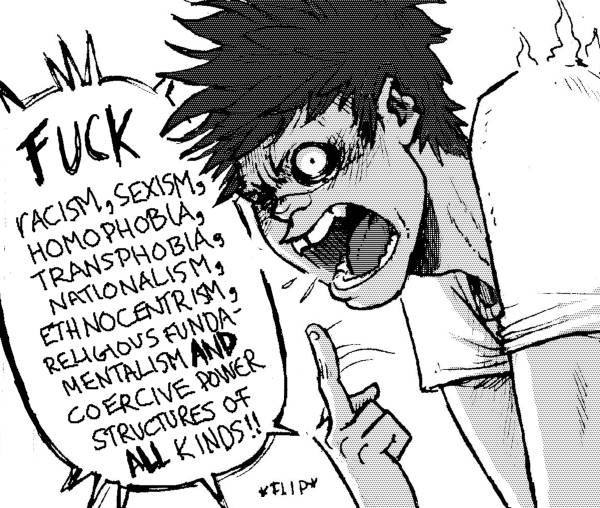 FUCK
RACISM, SEXISM,
HOMOPHOBIA,
TRANSPHOBIA,
NATIONALISM,
ETHNOCENTRISM,
RELIGIOUS FUNDA-
MENTALISM AND
COERCIVE POWER
STRUCTURES OF
ALL KINDS!!
*FLIP*